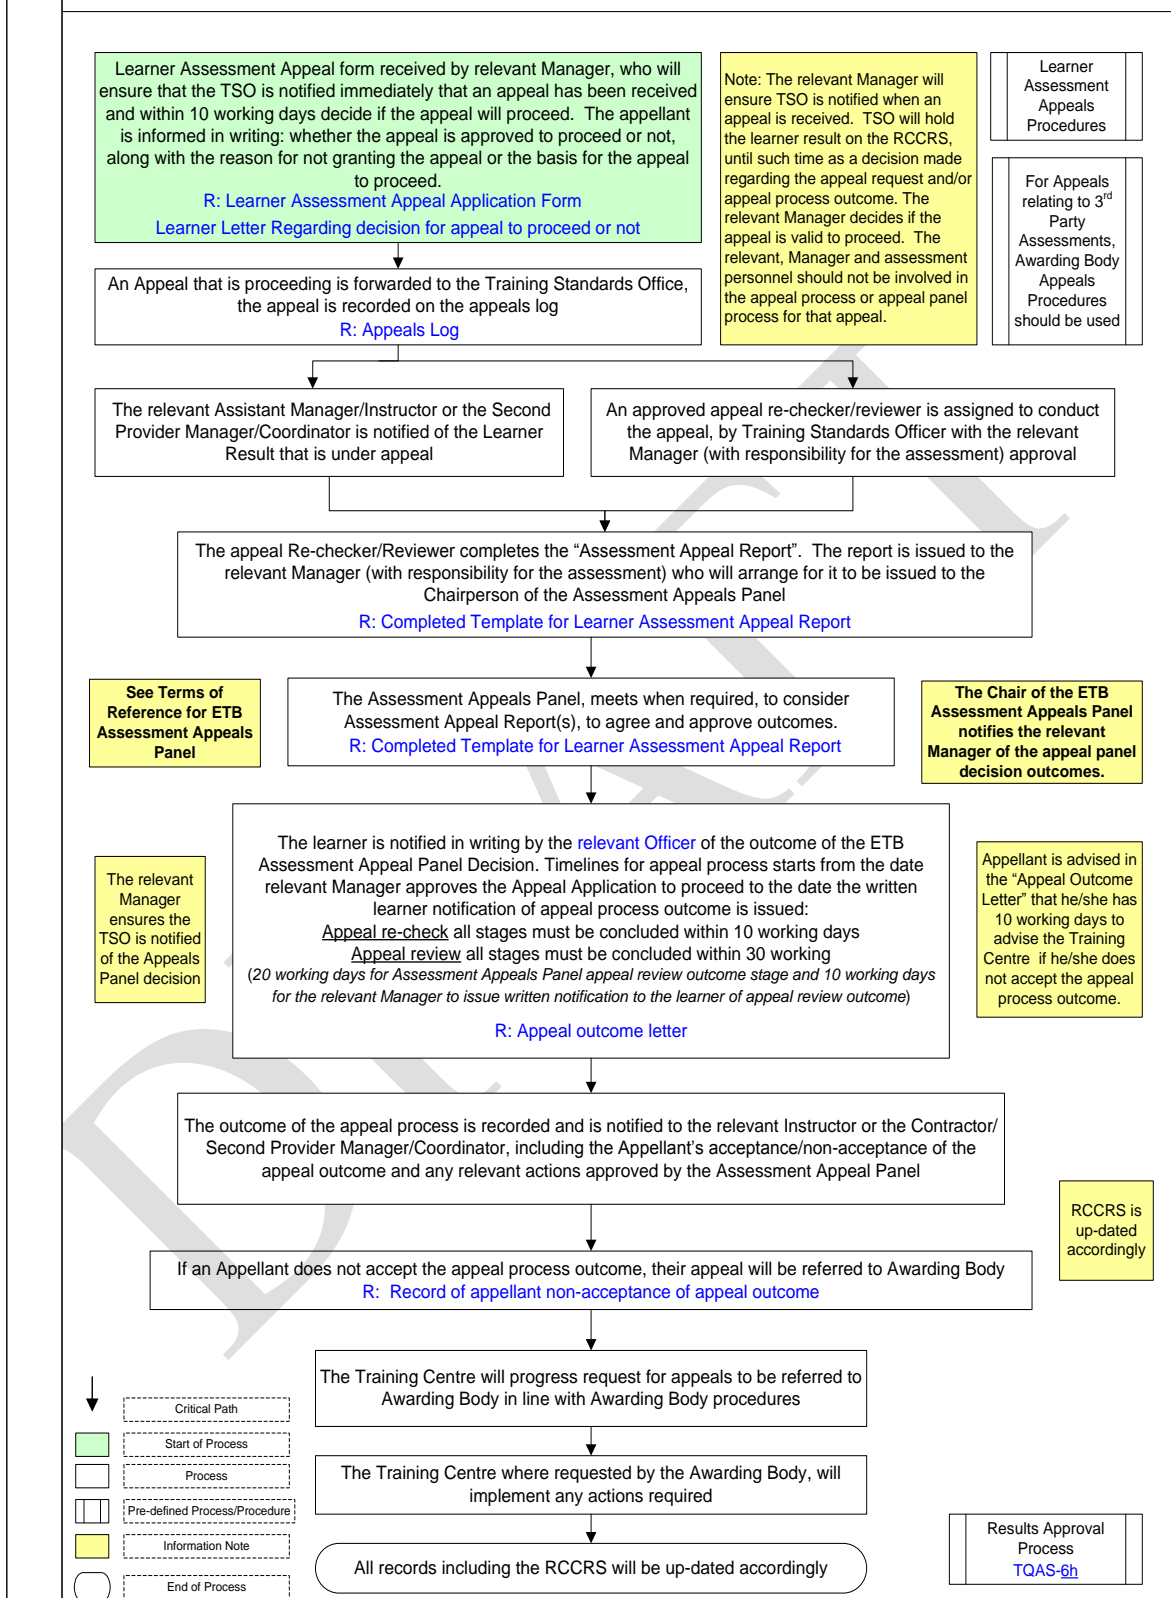 Learner Assessment Appeal form received by relevant Manager, who will
ensure that the TSO is notified immediately that an appeal has been received
and within 10 working days decide if the appeal will proceed.  The appellant
is informed in writing: whether the appeal is approved to proceed or not,
along with the reason for not granting the appeal or the basis for the appeal
to proceed.
R: Learner Assessment Appeal Application Form
Learner Letter Regarding decision for appeal to proceed or not
Note: The relevant Manager will
ensure TSO is notified when an
appeal is received.  TSO will hold
the learner result on the RCCRS,
until such time as a decision made
regarding the appeal request and/or
appeal process outcome. The
relevant Manager decides if the
appeal is valid to proceed.  The
relevant, Manager and assessment
personnel should not be involved in
the appeal process or appeal panel
process for that appeal.
Learner
Assessment
Appeals
Procedures
For Appeals
relating to 3rd
Party
Assessments,
Awarding Body
Appeals
Procedures
should be used
An Appeal that is proceeding is forwarded to the Training Standards Office,
the appeal is recorded on the appeals log
R: Appeals Log
The relevant Assistant Manager/Instructor or the Second
Provider Manager/Coordinator is notified of the Learner
Result that is under appeal
An approved appeal re-checker/reviewer is assigned to conduct
the appeal, by Training Standards Officer with the relevant
Manager (with responsibility for the assessment) approval
The appeal Re-checker/Reviewer completes the “Assessment Appeal Report”.  The report is issued to the
relevant Manager (with responsibility for the assessment) who will arrange for it to be issued to the
Chairperson of the Assessment Appeals Panel
R: Completed Template for Learner Assessment Appeal Report
See Terms of
Reference for ETB
Assessment Appeals
Panel
The Assessment Appeals Panel, meets when required, to consider
Assessment Appeal Report(s), to agree and approve outcomes.
R: Completed Template for Learner Assessment Appeal Report
The Chair of the ETB
Assessment Appeals Panel
notifies the relevant
Manager of the appeal panel
decision outcomes.
The relevant
Manager
ensures the
TSO is notified
of the Appeals
Panel decision
The learner is notified in writing by the relevant Officer of the outcome of the ETB
Assessment Appeal Panel Decision. Timelines for appeal process starts from the date
relevant Manager approves the Appeal Application to proceed to the date the written
learner notification of appeal process outcome is issued:
Appeal re-check all stages must be concluded within 10 working days
Appeal review all stages must be concluded within 30 working
(20 working days for Assessment Appeals Panel appeal review outcome stage and 10 working days
for the relevant Manager to issue written notification to the learner of appeal review outcome)
R: Appeal outcome letter
Appellant is advised in
the “Appeal Outcome
Letter” that he/she has
10 working days to
advise the Training
Centre  if he/she does
not accept the appeal
process outcome.
The outcome of the appeal process is recorded and is notified to the relevant Instructor or the Contractor/
Second Provider Manager/Coordinator, including the Appellant’s acceptance/non-acceptance of the
appeal outcome and any relevant actions approved by the Assessment Appeal Panel
RCCRS is
up-dated
accordingly
If an Appellant does not accept the appeal process outcome, their appeal will be referred to Awarding Body
R:  Record of appellant non-acceptance of appeal outcome
The Training Centre will progress request for appeals to be referred to
Awarding Body in line with Awarding Body procedures
The Training Centre where requested by the Awarding Body, will
implement any actions required
All records including the RCCRS will be up-dated accordingly
Critical Path
Start of Process
Process
Pre-defined Process/Procedure
Information Note
End of Process
Results Approval
Process
TQAS-6h
DRAFT